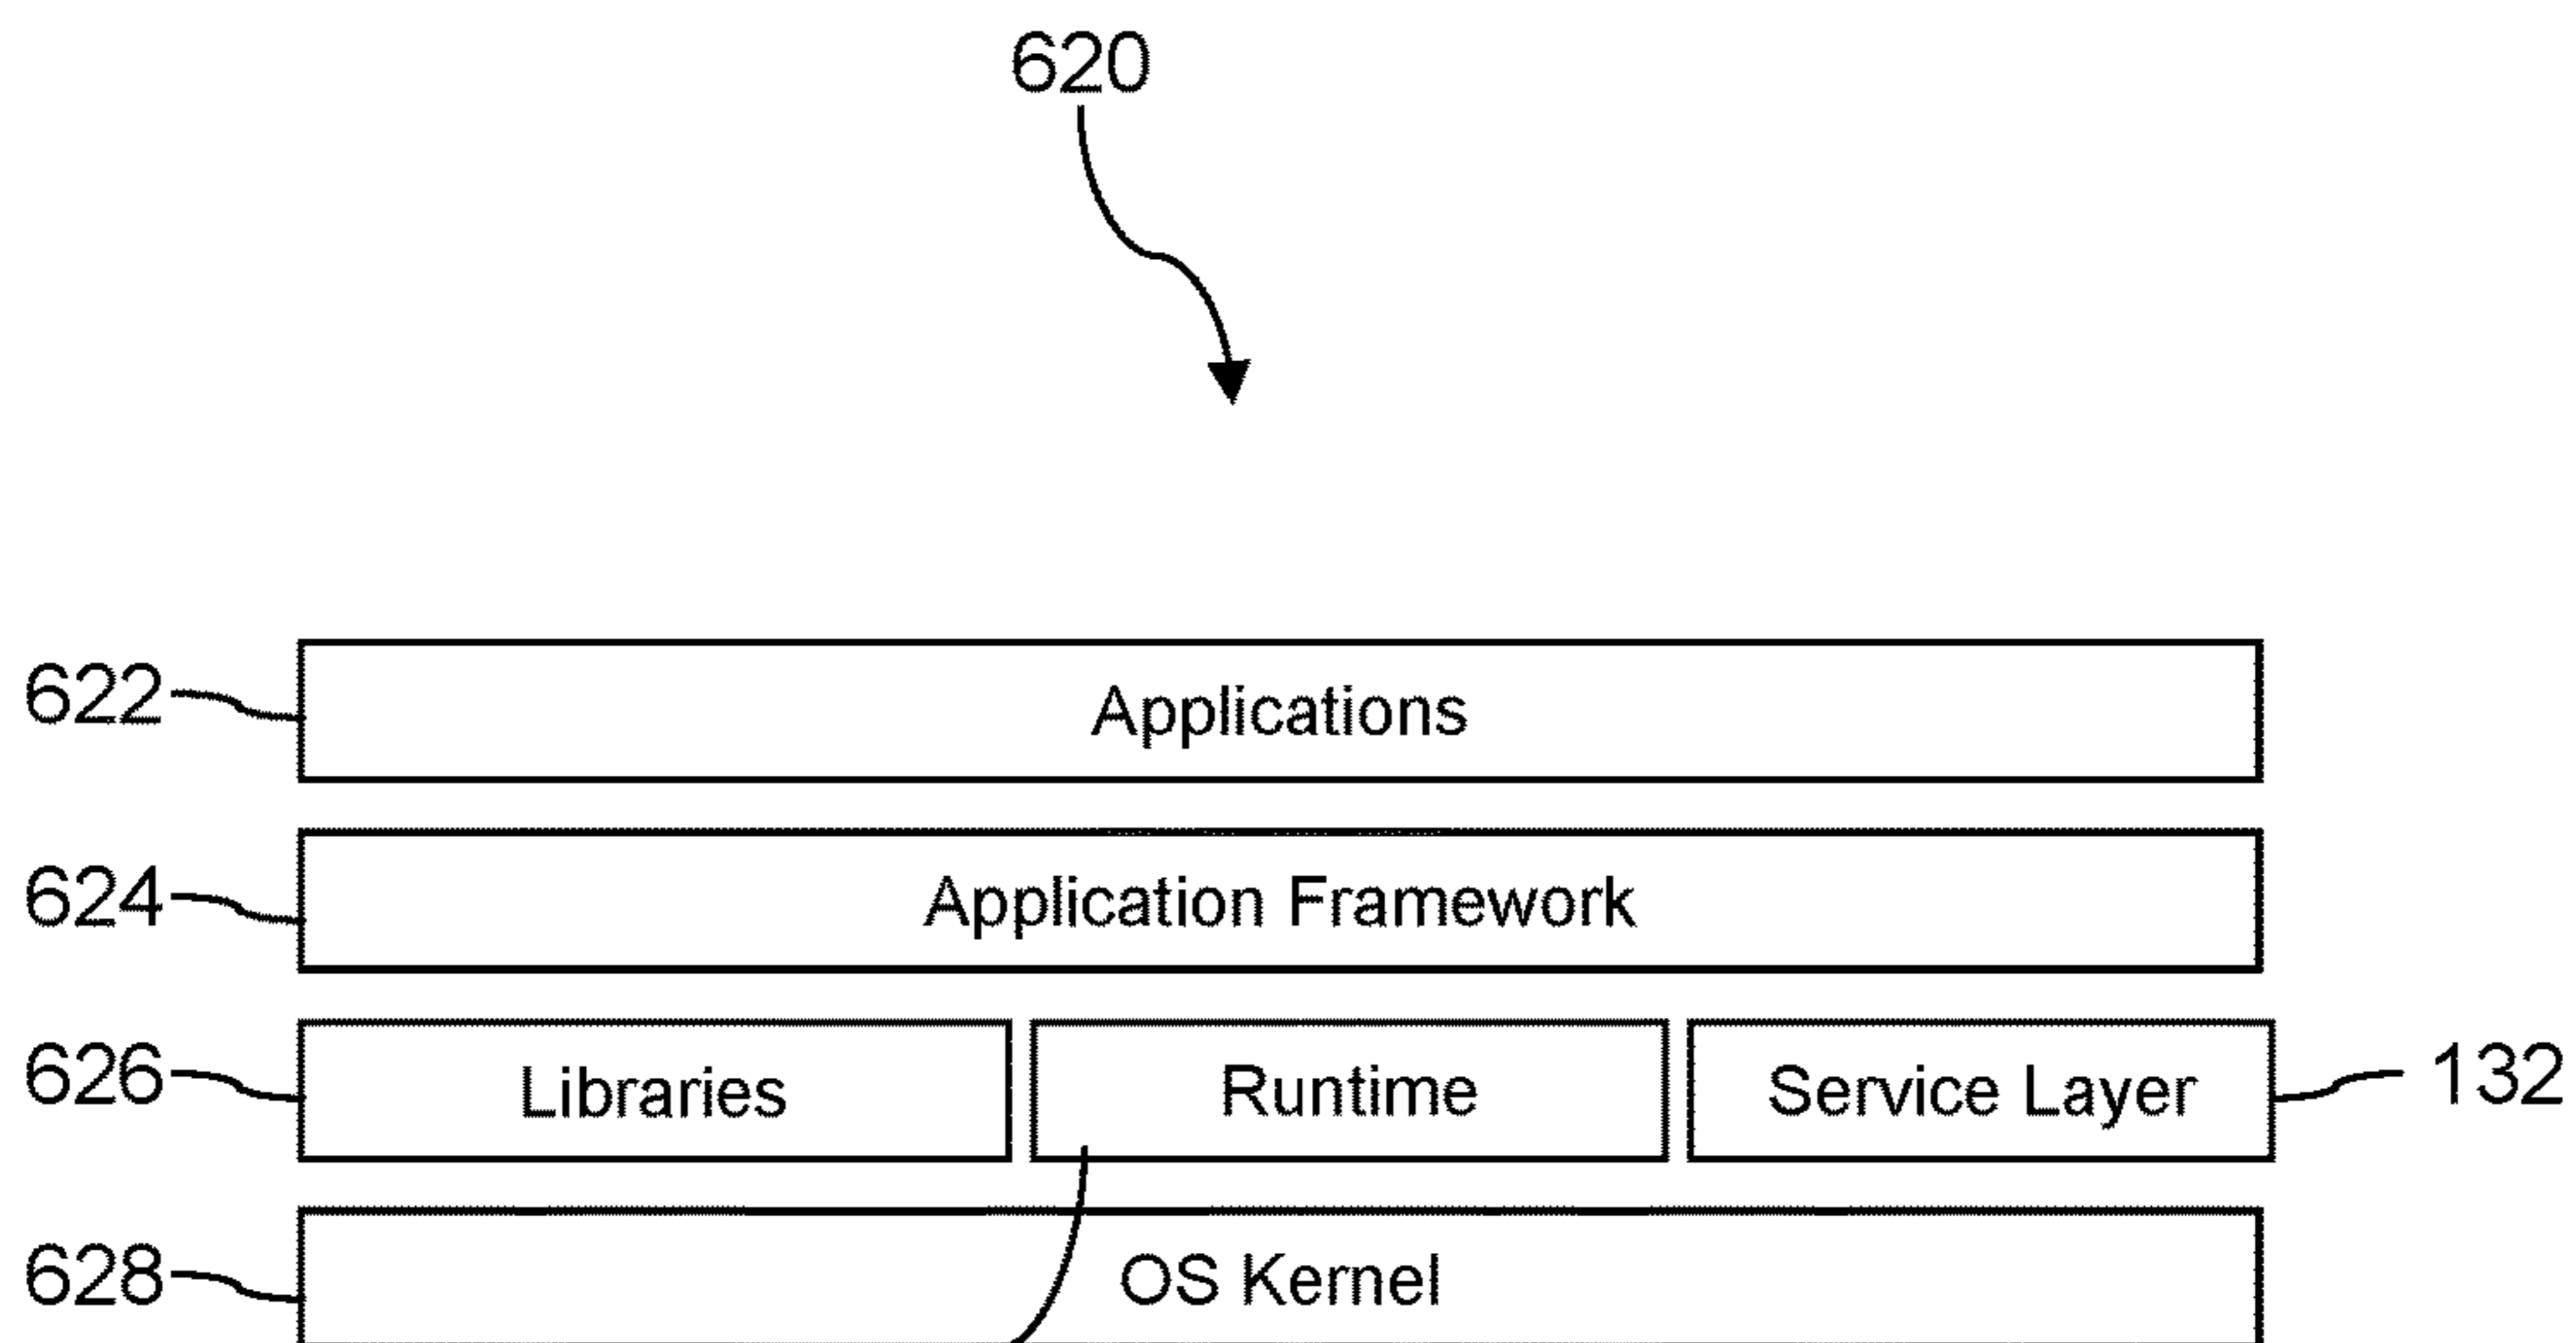 620
622 Applications
624 Application Framework
626 Libraries Runtime Service Layer 132
628 OS Kernel